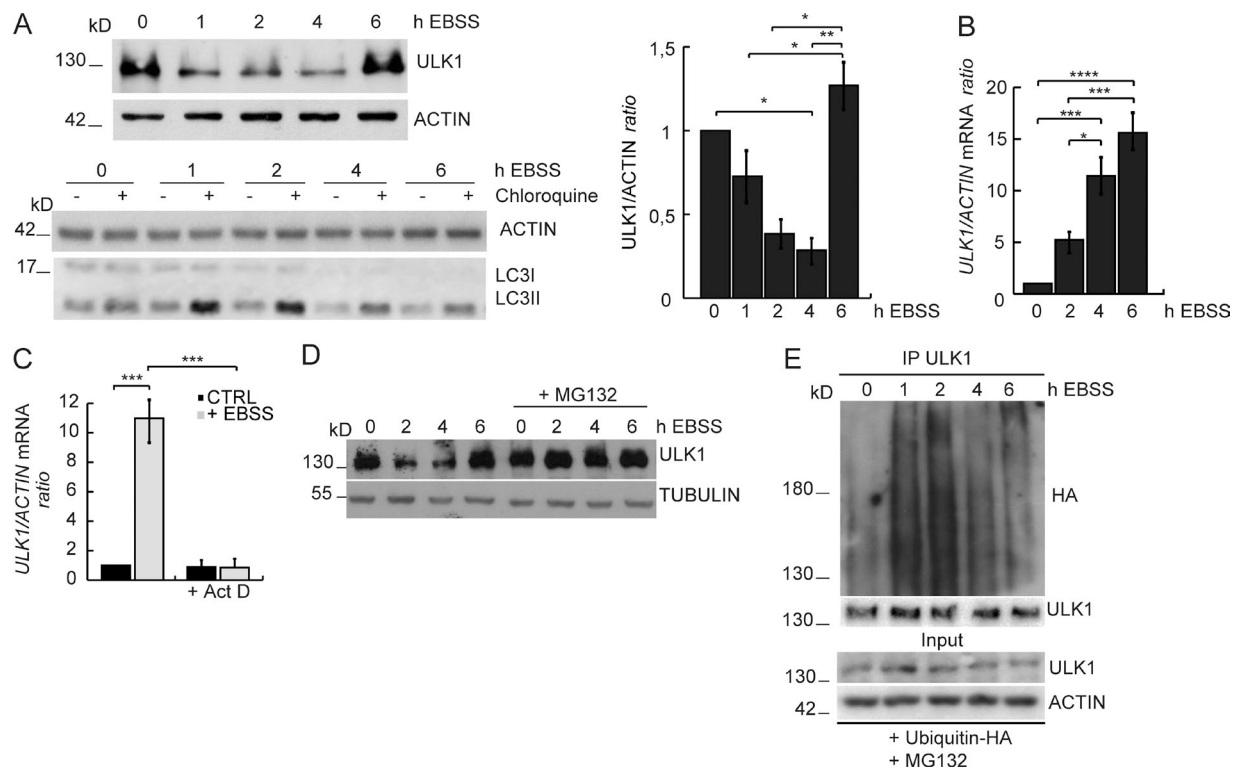 A
kD 0 1 2 4 6 h EBSS
130 ULK1
42 ACTIN
0 1 2 4 6 h EBSS
- + - + - + - + - + Chloroquine
kD
42 ACTIN
17 LC3I
LC3II
ULK1/ACTIN ratio
*
* **
*
1,5
1
0,5
0
0 1 2 4 6 h EBSS
B
ULK1/ACTIN mRNA ratio
****
***
***
*
20
15
10
5
0
0 2 4 6 h EBSS
C
ULK1/ACTIN mRNA
ratio
***
***
CTRL
+ EBSS
12
10
8
6
4
2
0
+ Act D
D
+ MG132
kD 0 2 4 6 0 2 4 6 h EBSS
130 ULK1
55 TUBULIN
E
IP ULK1
kD 0 1 2 4 6 h EBSS
180 HA
130
130 ULK1
Input
130 ULK1
42 ACTIN
+ Ubiquitin-HA
+ MG132